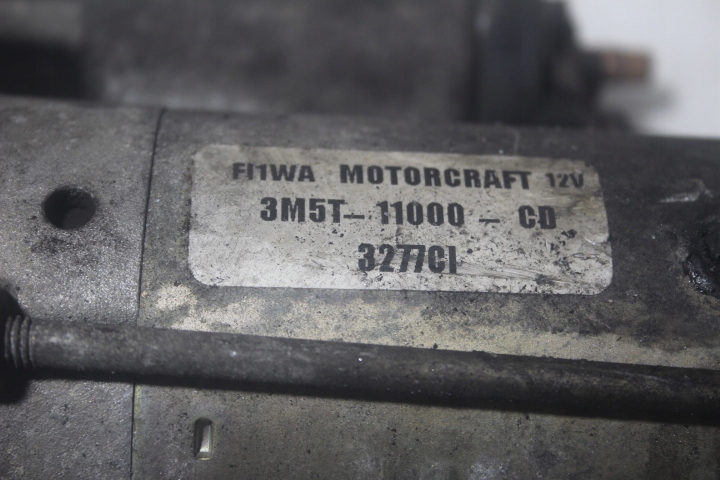 FI1WA MOTORCRAFT 12V
3M5T- 11000 - CD
3277CI